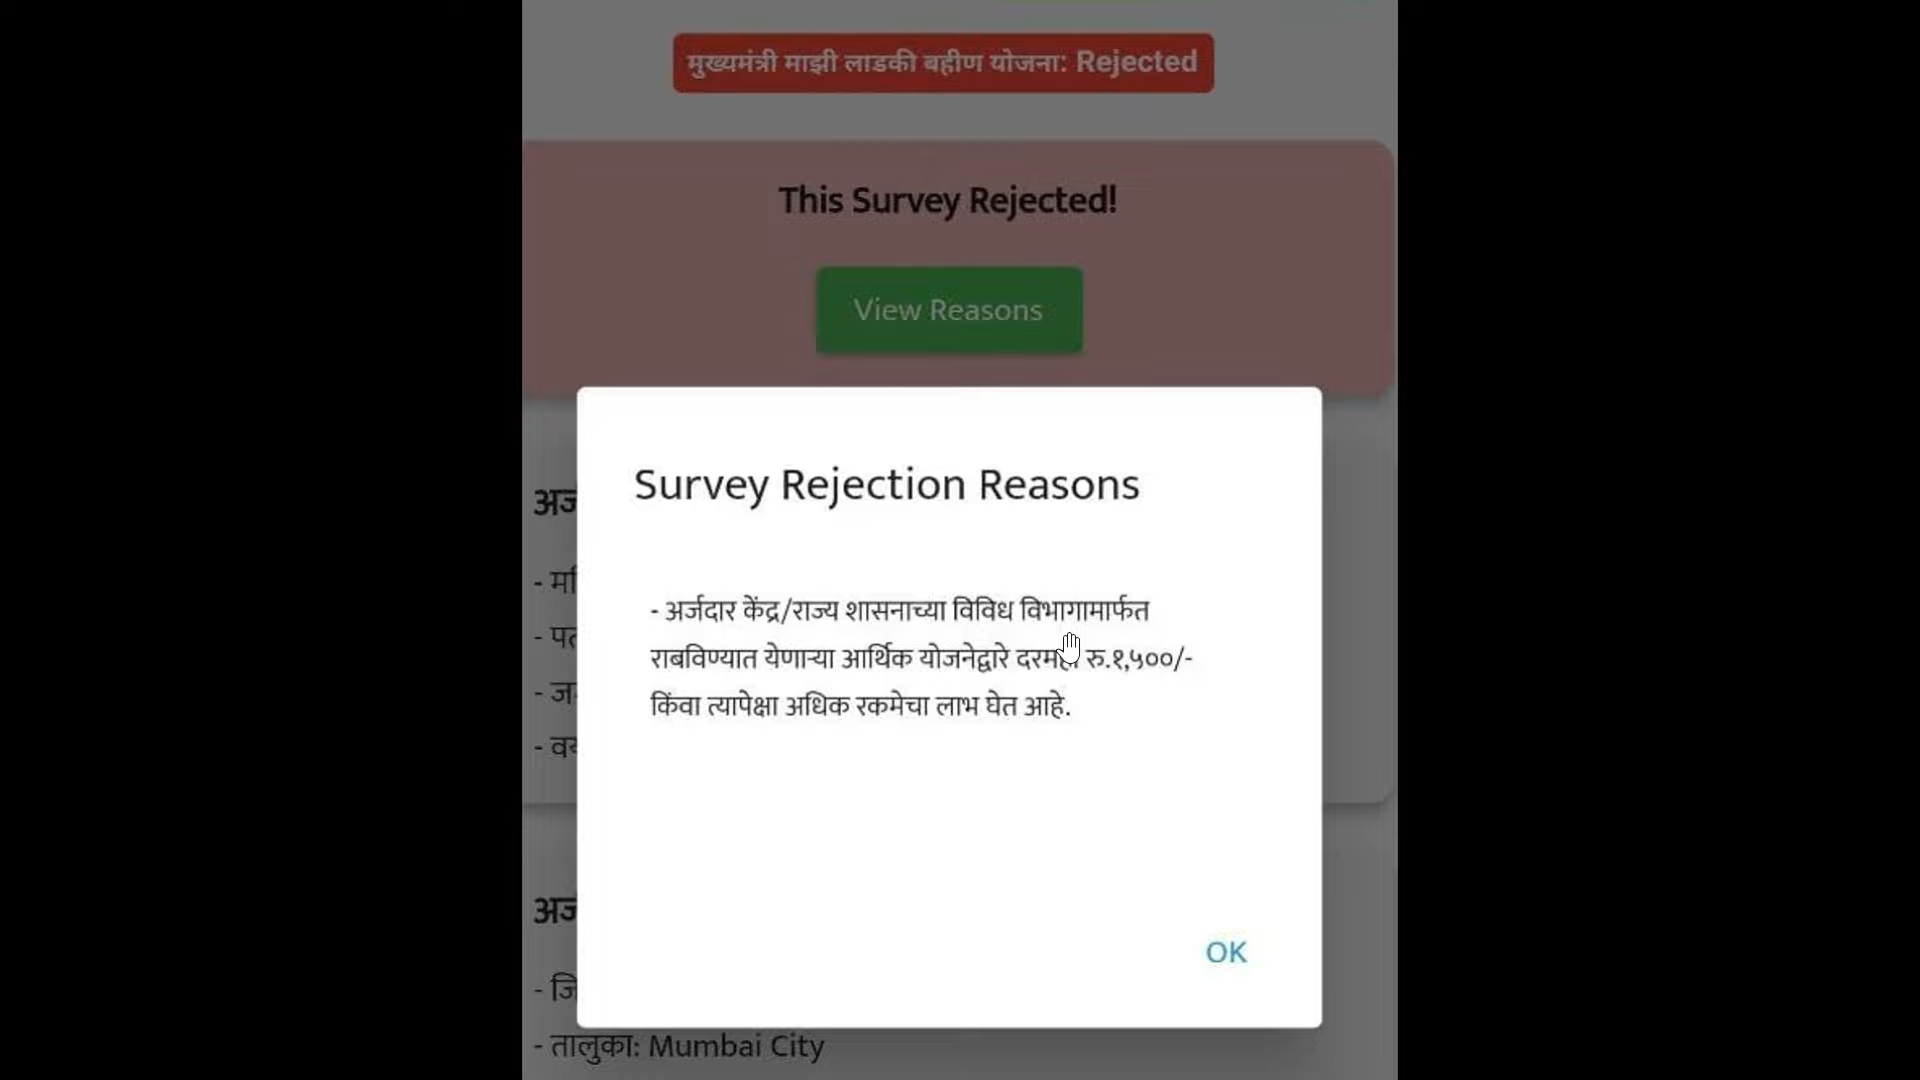 मुख्यमंत्री माझी लाडकी बहीण योजना: Rejected
This Survey Rejected!
View Reasons
Survey Rejection Reasons
- अर्जदार केंद्र/राज्य शासनाच्या विविध विभागामार्फत
राबविण्यात येणाऱ्या आर्थिक योजनेद्वारे रु.१,५००/-
किंवा त्यापेक्षा अधिक रकमेचा लाभ घेत आहे.
OK
- तालुका: Mumbai City